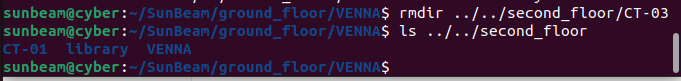 sunbeam@cyber:~/SunBeam/ground_floor/VENNA$ rmdir ../../second_floor/CT-03
sunbeam@cyber:~/SunBeam/ground_floor/VENNA$ ls ../../second_floor
CT-01  library  VENNA
sunbeam@cyber:~/SunBeam/ground_floor/VENNA$